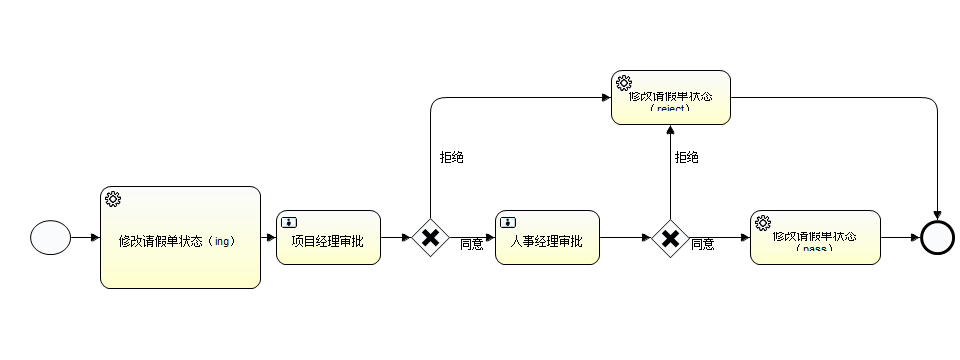 修改请假单状态
（reject）
拒绝
拒绝
修改请假单状态（ing）
项目经理审批
同意
人事经理审批
同意
修改请假单状态
（pass）